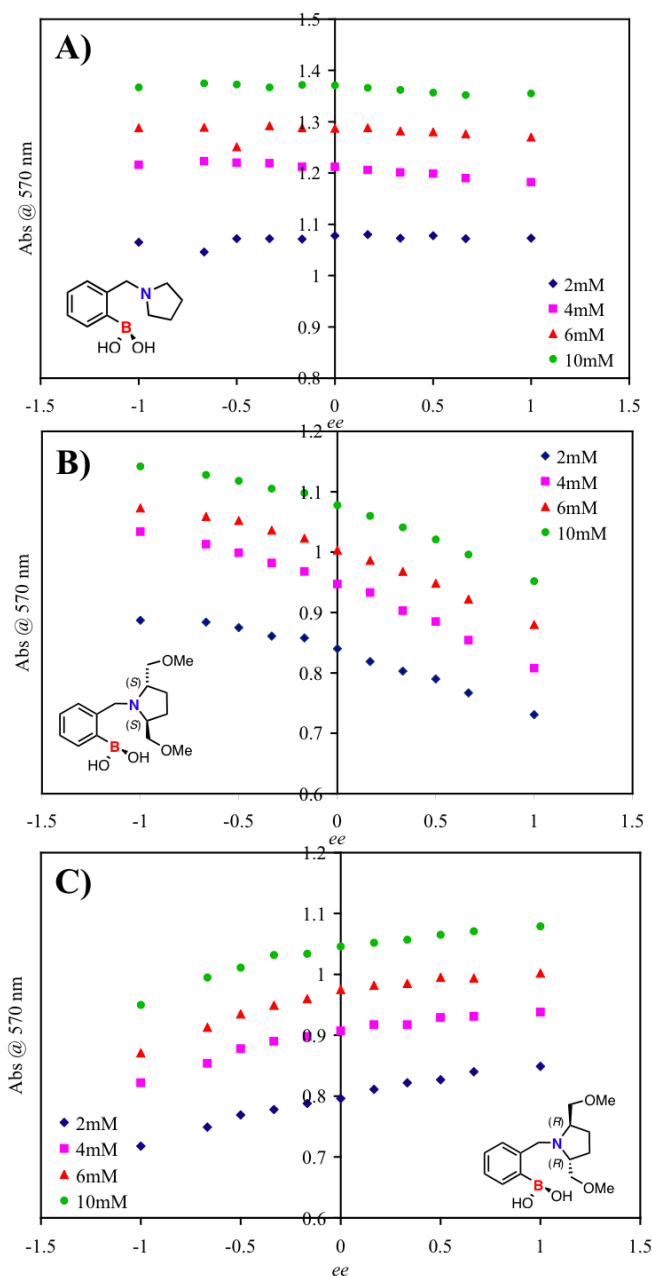 A)
1.5
1.4
1.3
1.2
1.1
1
0.9
0.8
Abs @ 570 nm
-1.5
-1
-0.5
0
0.5
1
1.5
ee
N
B
HO
OH
2mM
4mM
6mM
10mM
B)
1.2
1.1
1
0.9
0.8
0.7
0.6
Abs @ 570 nm
-1.5
-1
-0.5
0
0.5
1
1.5
ee
2mM
4mM
6mM
10mM
OMe
(S)
N
(S)
B
OMe
HO
OH
C)
1.2
1.1
1
0.9
0.8
0.7
0.6
Abs @ 570 nm
-1.5
-1
-0.5
0
0.5
1
1.5
ee
2mM
4mM
6mM
10mM
OMe
(R)
N
(R)
B
OMe
HO
OH